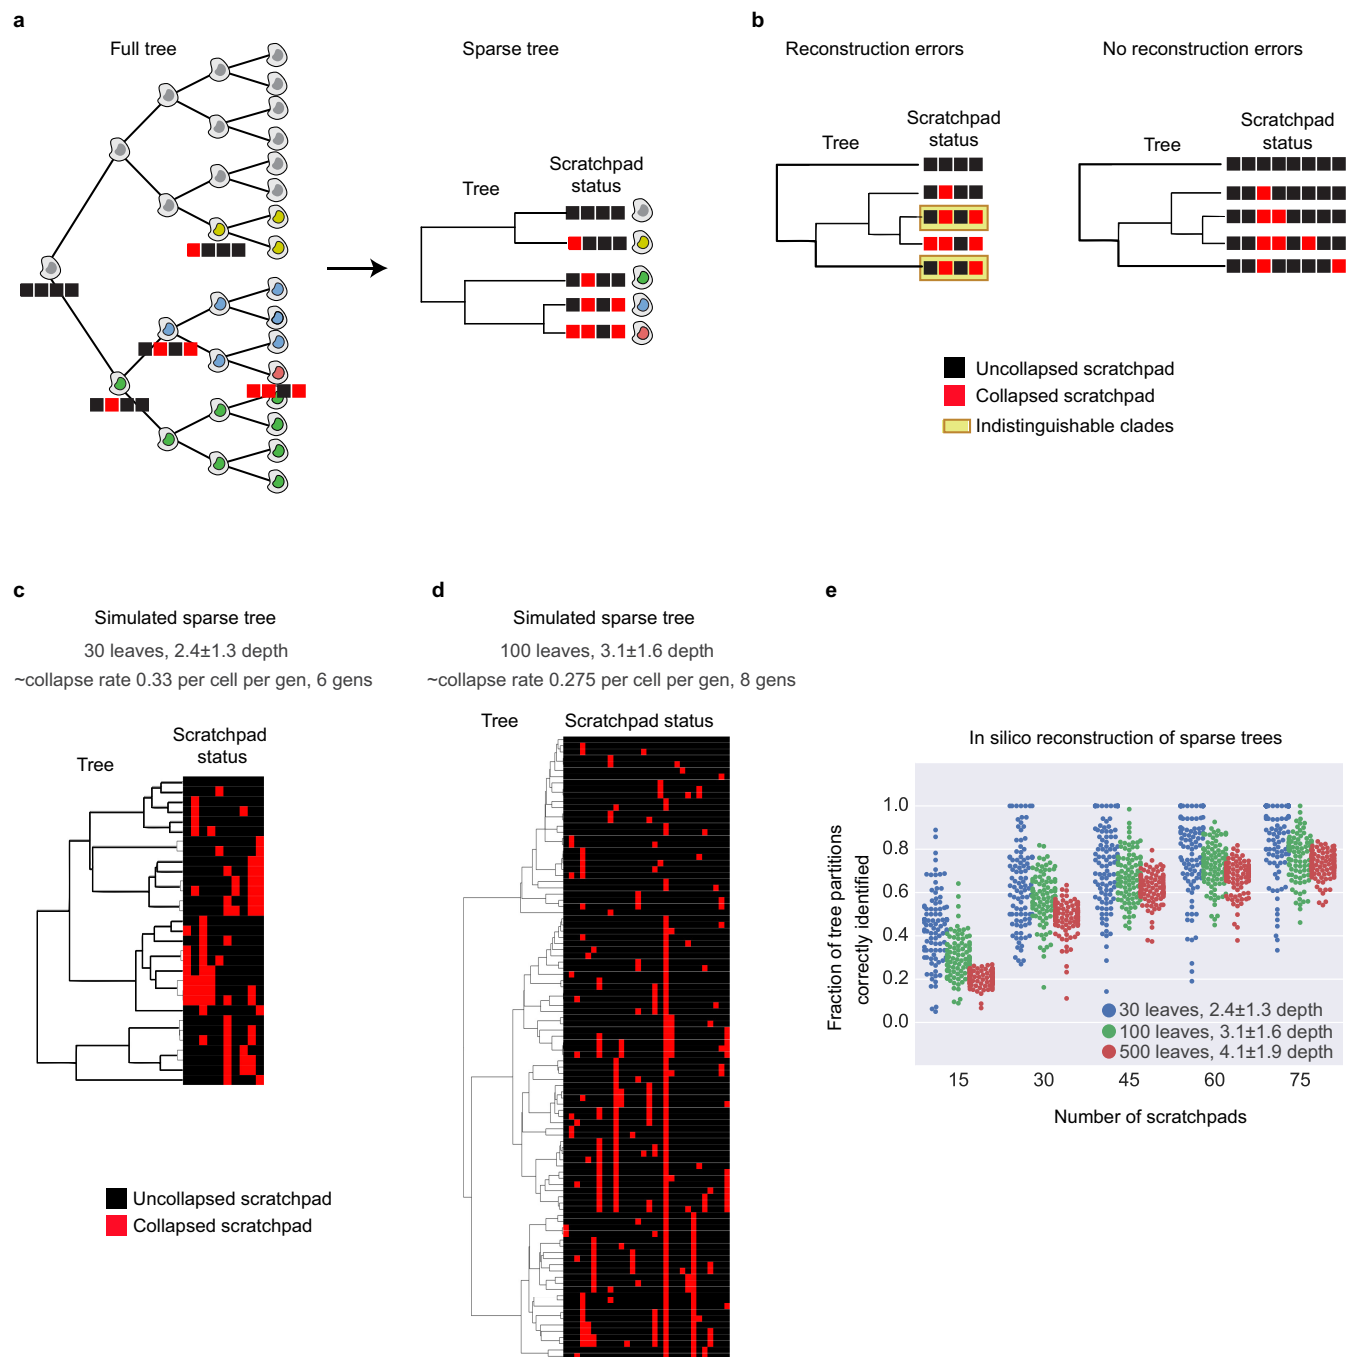 a
Full tree
Sparse tree
Tree
Scratchpad
status
b
Reconstruction errors
No reconstruction errors
Tree
Scratchpad
status
Tree
Scratchpad
status
Uncollapsed scratchpad
Collapsed scratchpad
Indistinguishable clades
c
Simulated sparse tree
30 leaves, 2.4±1.3 depth
~collapse rate 0.33 per cell per gen, 6 gens
Tree
Scratchpad
status
Uncollapsed scratchpad
Collapsed scratchpad
d
Simulated sparse tree
100 leaves, 3.1±1.6 depth
~collapse rate 0.275 per cell per gen, 8 gens
Tree
Scratchpad status
e
In silico reconstruction of sparse trees
Fraction of tree partitions
correctly identified
1.0
0.8
0.6
0.4
0.2
0.0
30 leaves, 2.4±1.3 depth
100 leaves, 3.1±1.6 depth
500 leaves, 4.1±1.9 depth
15 30 45 60 75
Number of scratchpads